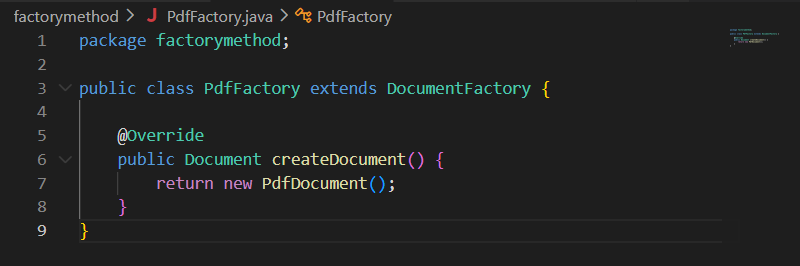 factorymethod > PdfFactory.java > PdfFactory
1 package factorymethod;
2
3 public class PdfFactory extends DocumentFactory {
4
5     @Override
6     public Document createDocument() {
7         return new PdfDocument();
8     }
9 }